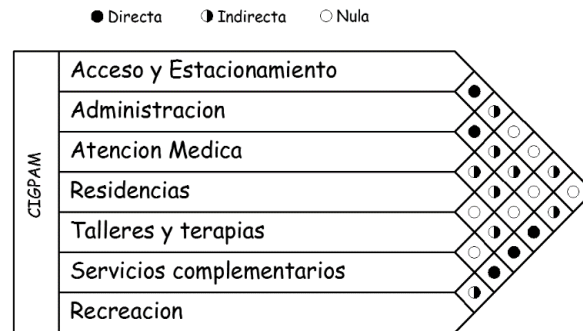 Directa Indirecta Nula
CIGPAM
Acceso y Estacionamiento
Administracion
Atencion Medica
Residencias
Talleres y terapias
Servicios complementarios
Recreacion